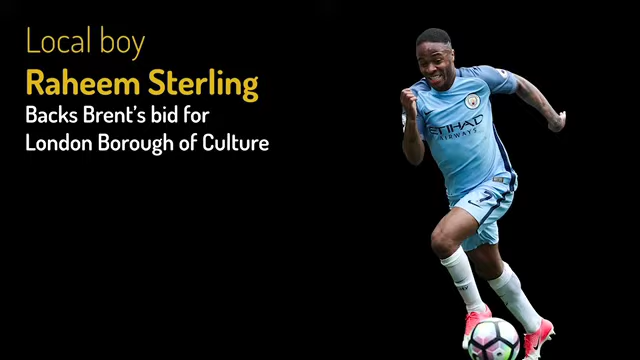 Local boy
Raheem Sterling
Backs Brent's bid for
London Borough of Culture
ETIHAD
AIRWAYS
7